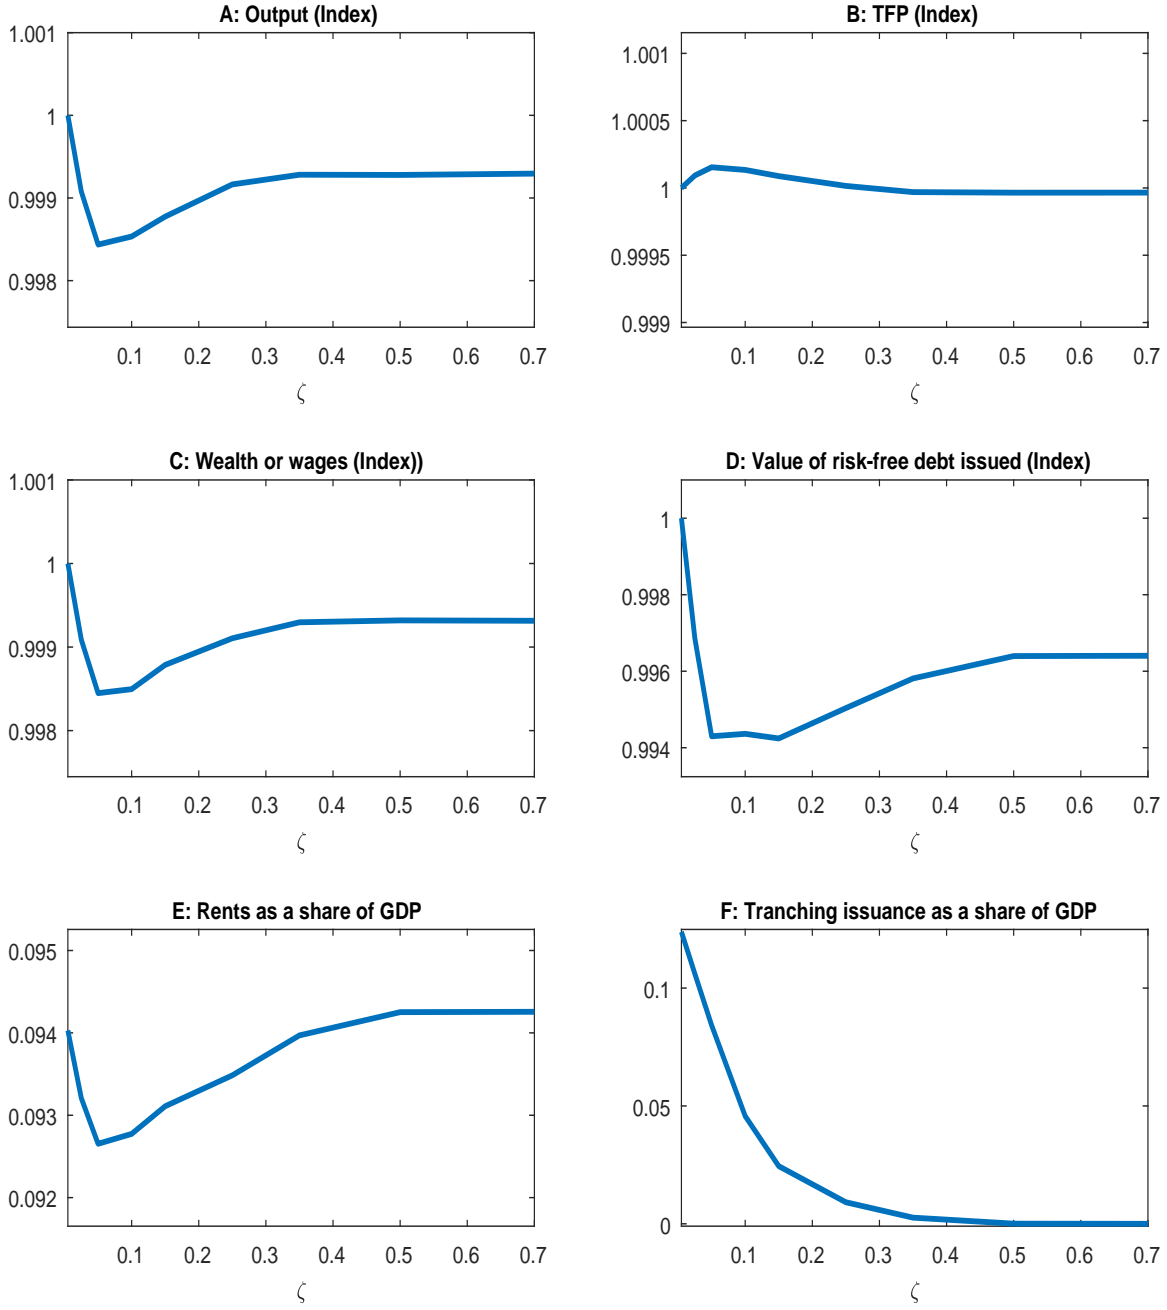 A: Output (Index)
1.001
1
0.999
0.998
0.1 0.2 0.3 0.4 0.5 0.6 0.7
ζ
B: TFP (Index)
1.001
1.0005
1
0.9995
0.999
0.1 0.2 0.3 0.4 0.5 0.6 0.7
ζ
C: Wealth or wages (Index))
1.001
1
0.999
0.998
0.1 0.2 0.3 0.4 0.5 0.6 0.7
ζ
D: Value of risk-free debt issued (Index)
1
0.998
0.996
0.994
0.1 0.2 0.3 0.4 0.5 0.6 0.7
ζ
E: Rents as a share of GDP
0.095
0.094
0.093
0.092
0.1 0.2 0.3 0.4 0.5 0.6 0.7
ζ
F: Tranching issuance as a share of GDP
0.1
0.05
0
0.1 0.2 0.3 0.4 0.5 0.6 0.7
ζ